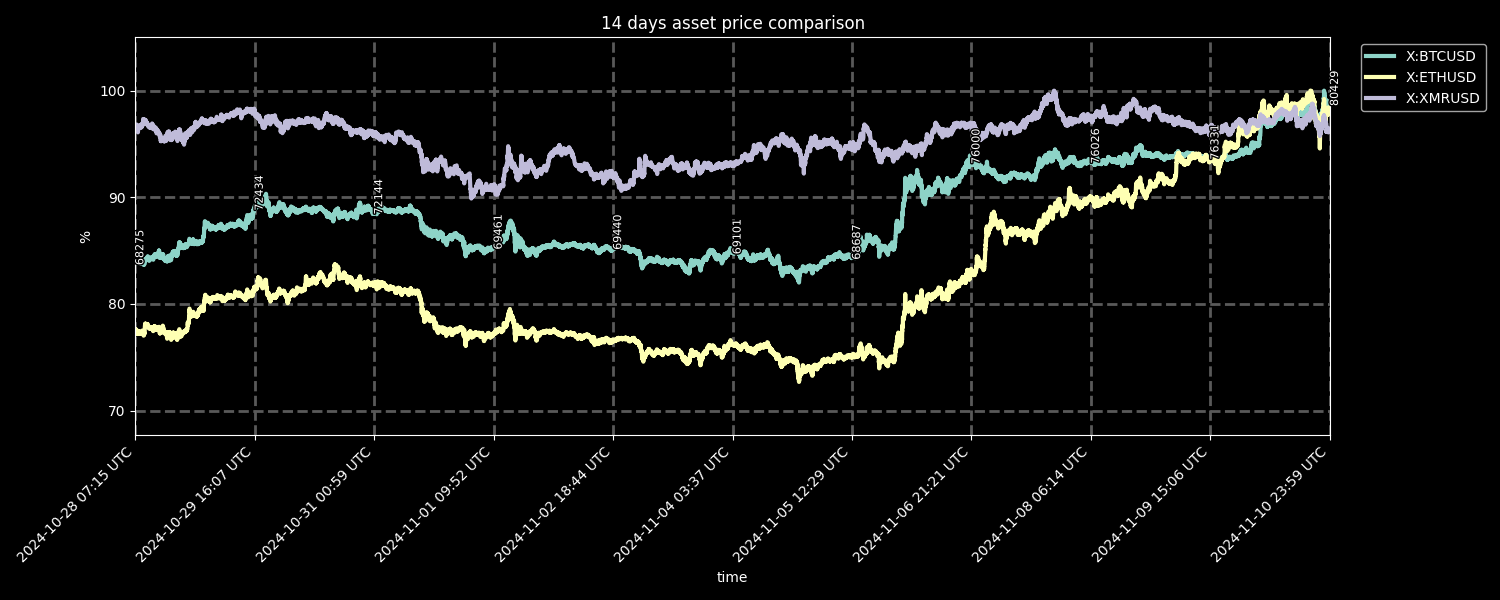 14 days asset price comparison
X:BTCUSD
X:ETHUSD
X:XMRUSD
%
100
90
80
70
68275
72434
72144
69461
69440
69101
68687
76000
76026
76331
80429
2024-10-28 07:15 UTC
2024-10-29 16:07 UTC
2024-10-31 00:59 UTC
2024-11-01 09:52 UTC
2024-11-02 18:44 UTC
2024-11-04 03:37 UTC
2024-11-05 12:29 UTC
2024-11-06 21:21 UTC
2024-11-08 06:14 UTC
2024-11-09 15:06 UTC
2024-11-10 23:59 UTC
time